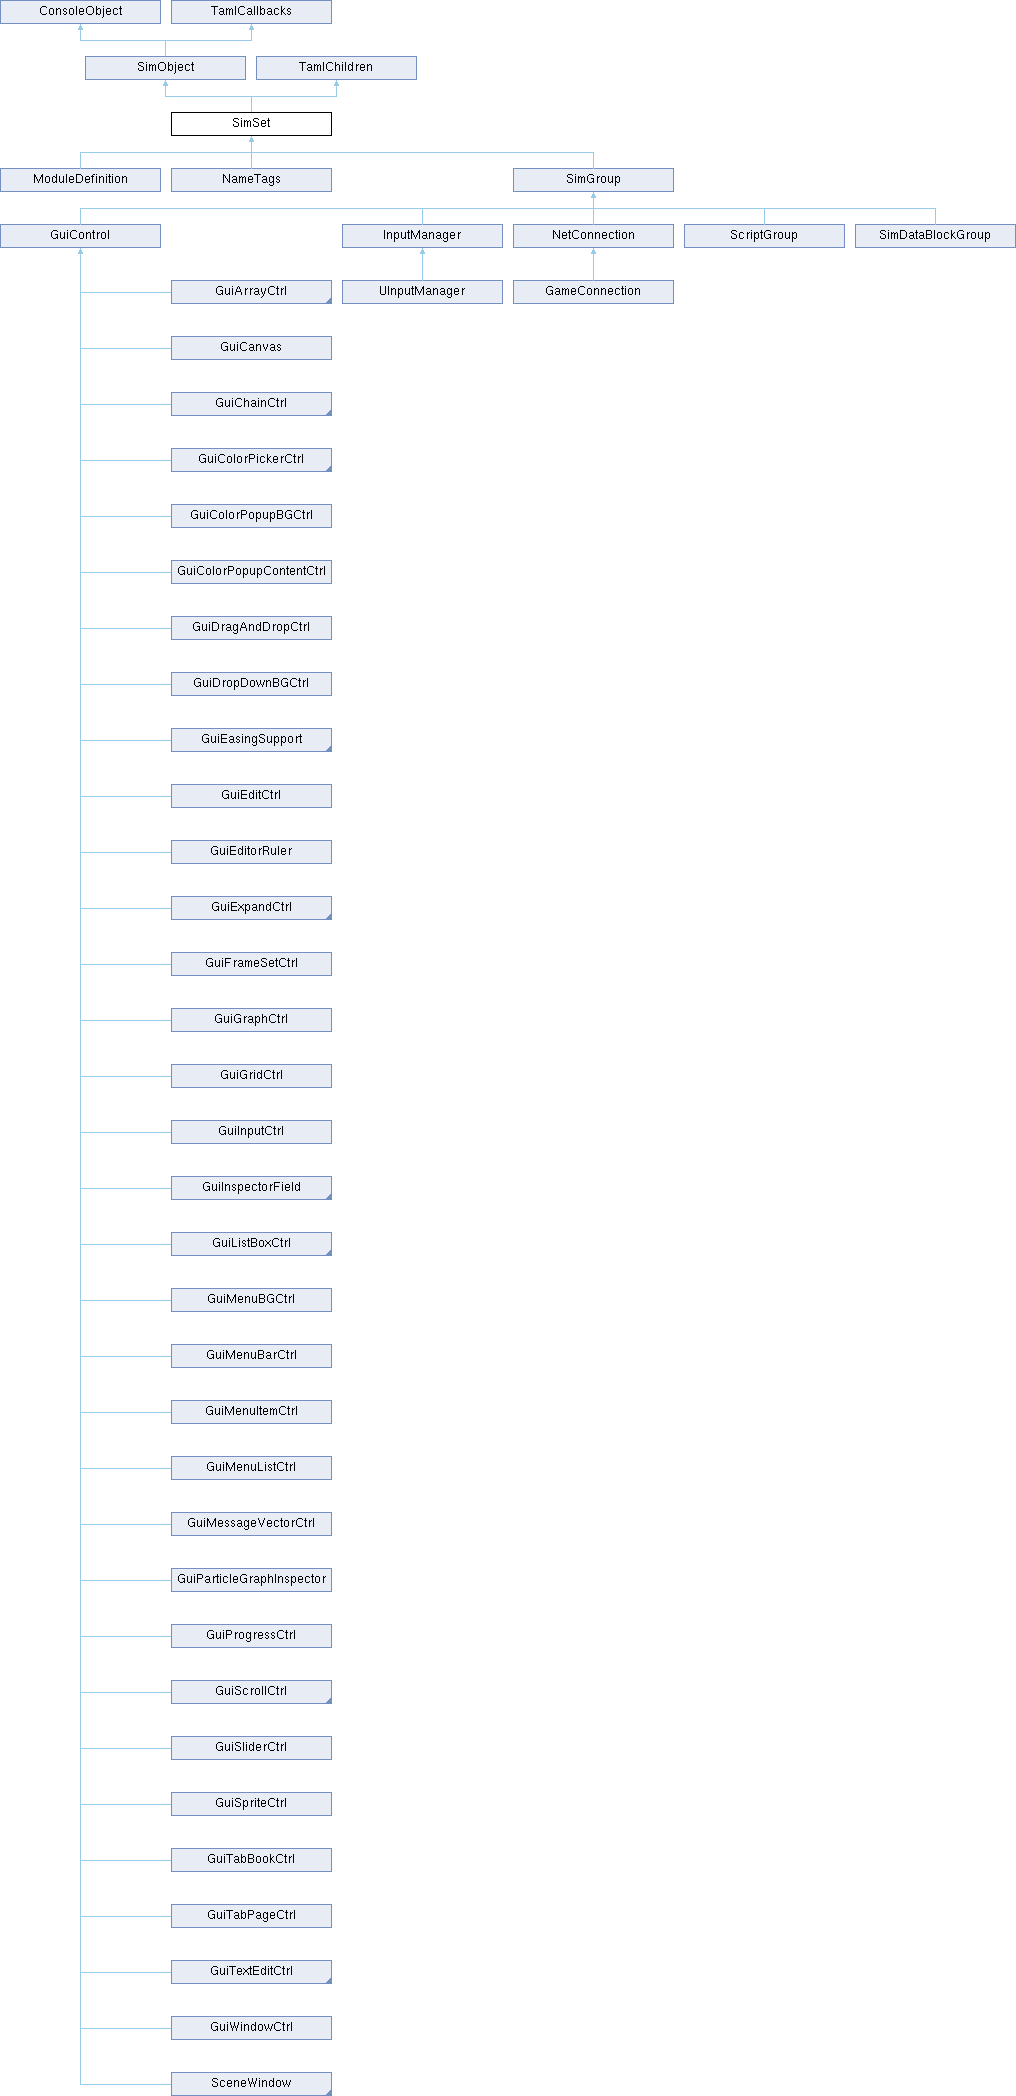 ConsoleObject
TamlCallbacks
SimObject
TamlChildren
SimSet
ModuleDefinition
NameTags
SimGroup
GuiControl
InputManager
NetConnection
ScriptGroup
SimDataBlockGroup
GuiArrayCtrl
UInputManager
GameConnection
GuiCanvas
GuiChainCtrl
GuiColorPickerCtrl
GuiColorPopupBGCtrl
GuiColorPopupContentCtrl
GuiDragAndDropCtrl
GuiDropDownBGCtrl
GuiEasingSupport
GuiEditCtrl
GuiEditorRuler
GuiExpandCtrl
GuiFrameSetCtrl
GuiGraphCtrl
GuiGridCtrl
GuiInputCtrl
GuiInspectorField
GuiListBoxCtrl
GuiMenuBGCtrl
GuiMenuBarCtrl
GuiMenuItemCtrl
GuiMenuListCtrl
GuiMessageVectorCtrl
GuiParticleGraphInspector
GuiProgressCtrl
GuiScrollCtrl
GuiSliderCtrl
GuiSpriteCtrl
GuiTabBookCtrl
GuiTabPageCtrl
GuiTextEditCtrl
GuiWindowCtrl
SceneWindow